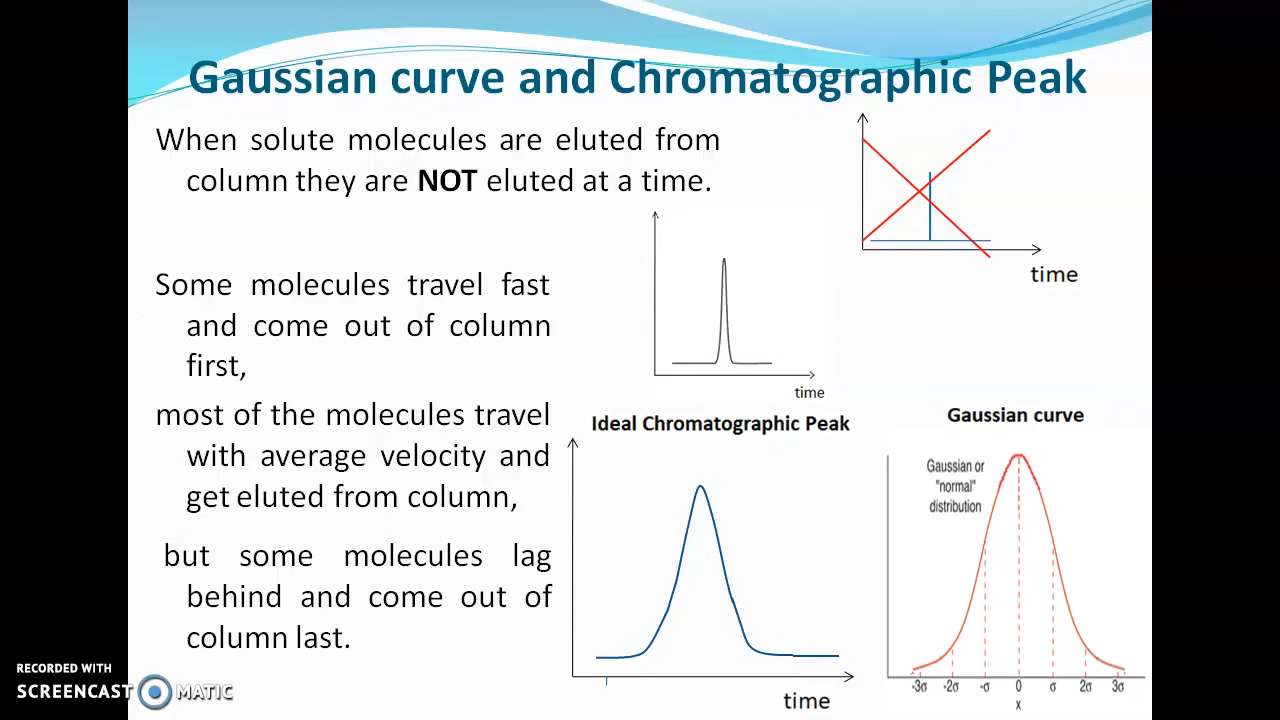 Gaussian curve and Chromatographic Peak
When solute molecules are eluted from
column they are NOT eluted at a time.
time
Some molecules travel fast
and come out of column
first,
time
most of the molecules travel
with average velocity and
get eluted from column,
but some molecules lag
behind and come out of
column last.
Ideal Chromatographic Peak
time
Gaussian curve
Gaussian or
"normal"
distribution
-3σ -2σ -σ 0 σ 2σ 3σ
x
RECORDED WITH
SCREENCAST MATIC